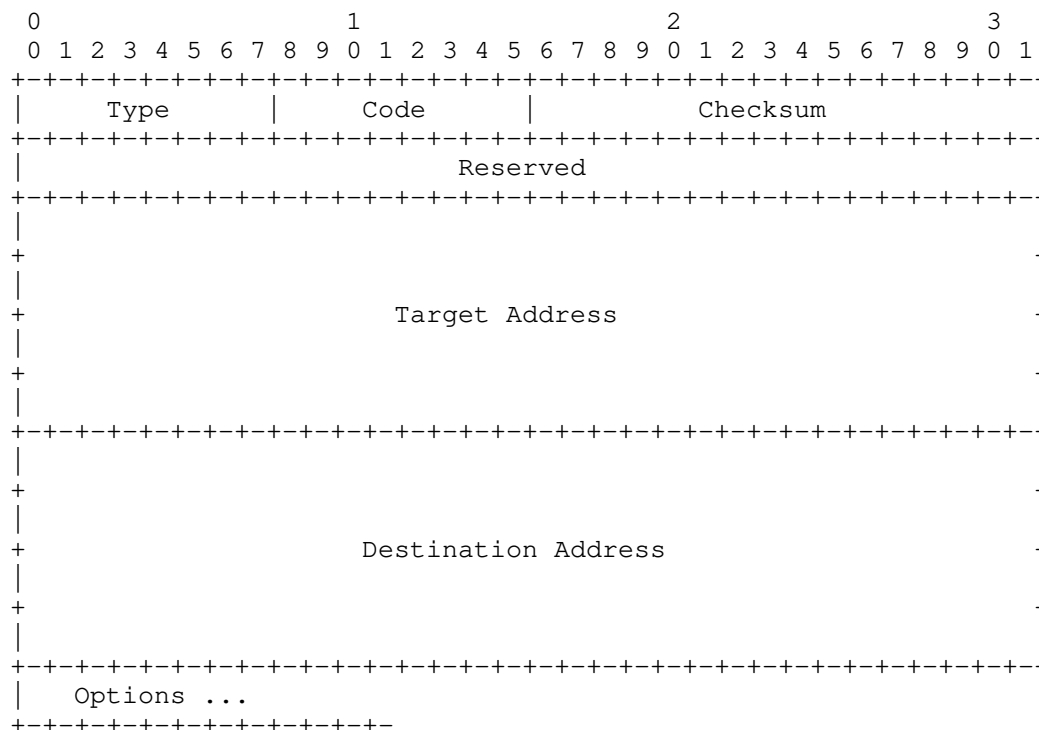 0                   1                   2                   3
 0 1 2 3 4 5 6 7 8 9 0 1 2 3 4 5 6 7 8 9 0 1 2 3 4 5 6 7 8 9 0 1
+-+-+-+-+-+-+-+-+-+-+-+-+-+-+-+-+-+-+-+-+-+-+-+-+-+-+-+-+-+-+-+-
|     Type      |     Code      |          Checksum
+-+-+-+-+-+-+-+-+-+-+-+-+-+-+-+-+-+-+-+-+-+-+-+-+-+-+-+-+-+-+-+-
|                           Reserved
+-+-+-+-+-+-+-+-+-+-+-+-+-+-+-+-+-+-+-+-+-+-+-+-+-+-+-+-+-+-+-+-
|
+                                                               -
|
+                       Target Address                          -
|
+                                                               -
|
+-+-+-+-+-+-+-+-+-+-+-+-+-+-+-+-+-+-+-+-+-+-+-+-+-+-+-+-+-+-+-+-
|
+                                                               -
|
+                     Destination Address                       -
|
+                                                               -
|
+-+-+-+-+-+-+-+-+-+-+-+-+-+-+-+-+-+-+-+-+-+-+-+-+-+-+-+-+-+-+-+-
|   Options ...
+-+-+-+-+-+-+-+-+-+-+-+-